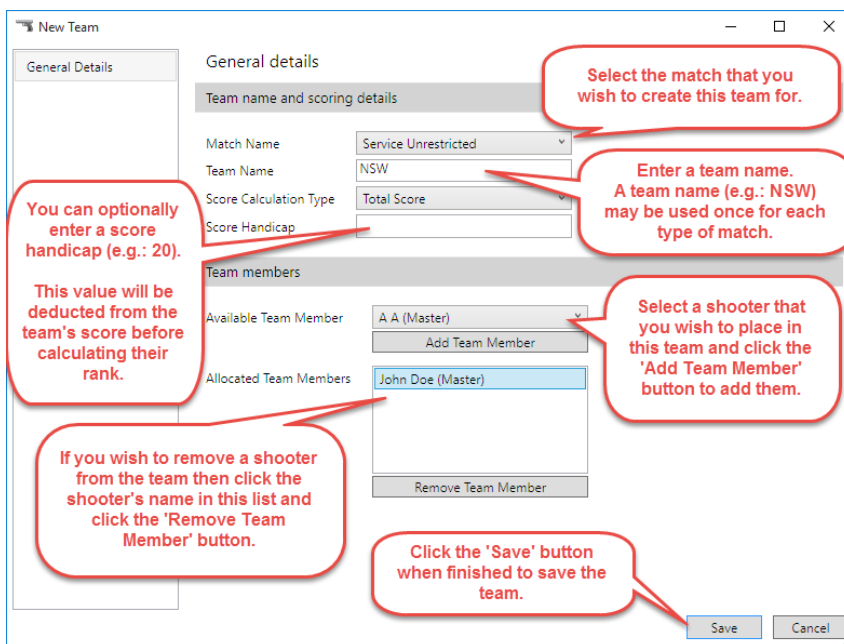 New Team
General Details
General details
Team name and scoring details
Select the match that you
wish to create this team for.
Match Name
Service Unrestricted
Team Name
NSW
Score Calculation Type
Total Score
Score Handicap
Enter a team name.
A team name (e.g.: NSW)
may be used once for each
type of match.
You can optionally
enter a score
handicap (e.g.: 20).
This value will be
deducted from the
team's score before
calculating their
rank.
Team members
Available Team Member
A A (Master)
Add Team Member
Select a shooter that
you wish to place in
this team and click the
'Add Team Member'
button to add them.
Allocated Team Members
John Doe (Master)
Remove Team Member
If you wish to remove a shooter
from the team then click the
shooter's name in this list and
click the 'Remove Team
Member' button.
Click the 'Save' button
when finished to save the
team.
Save
Cancel